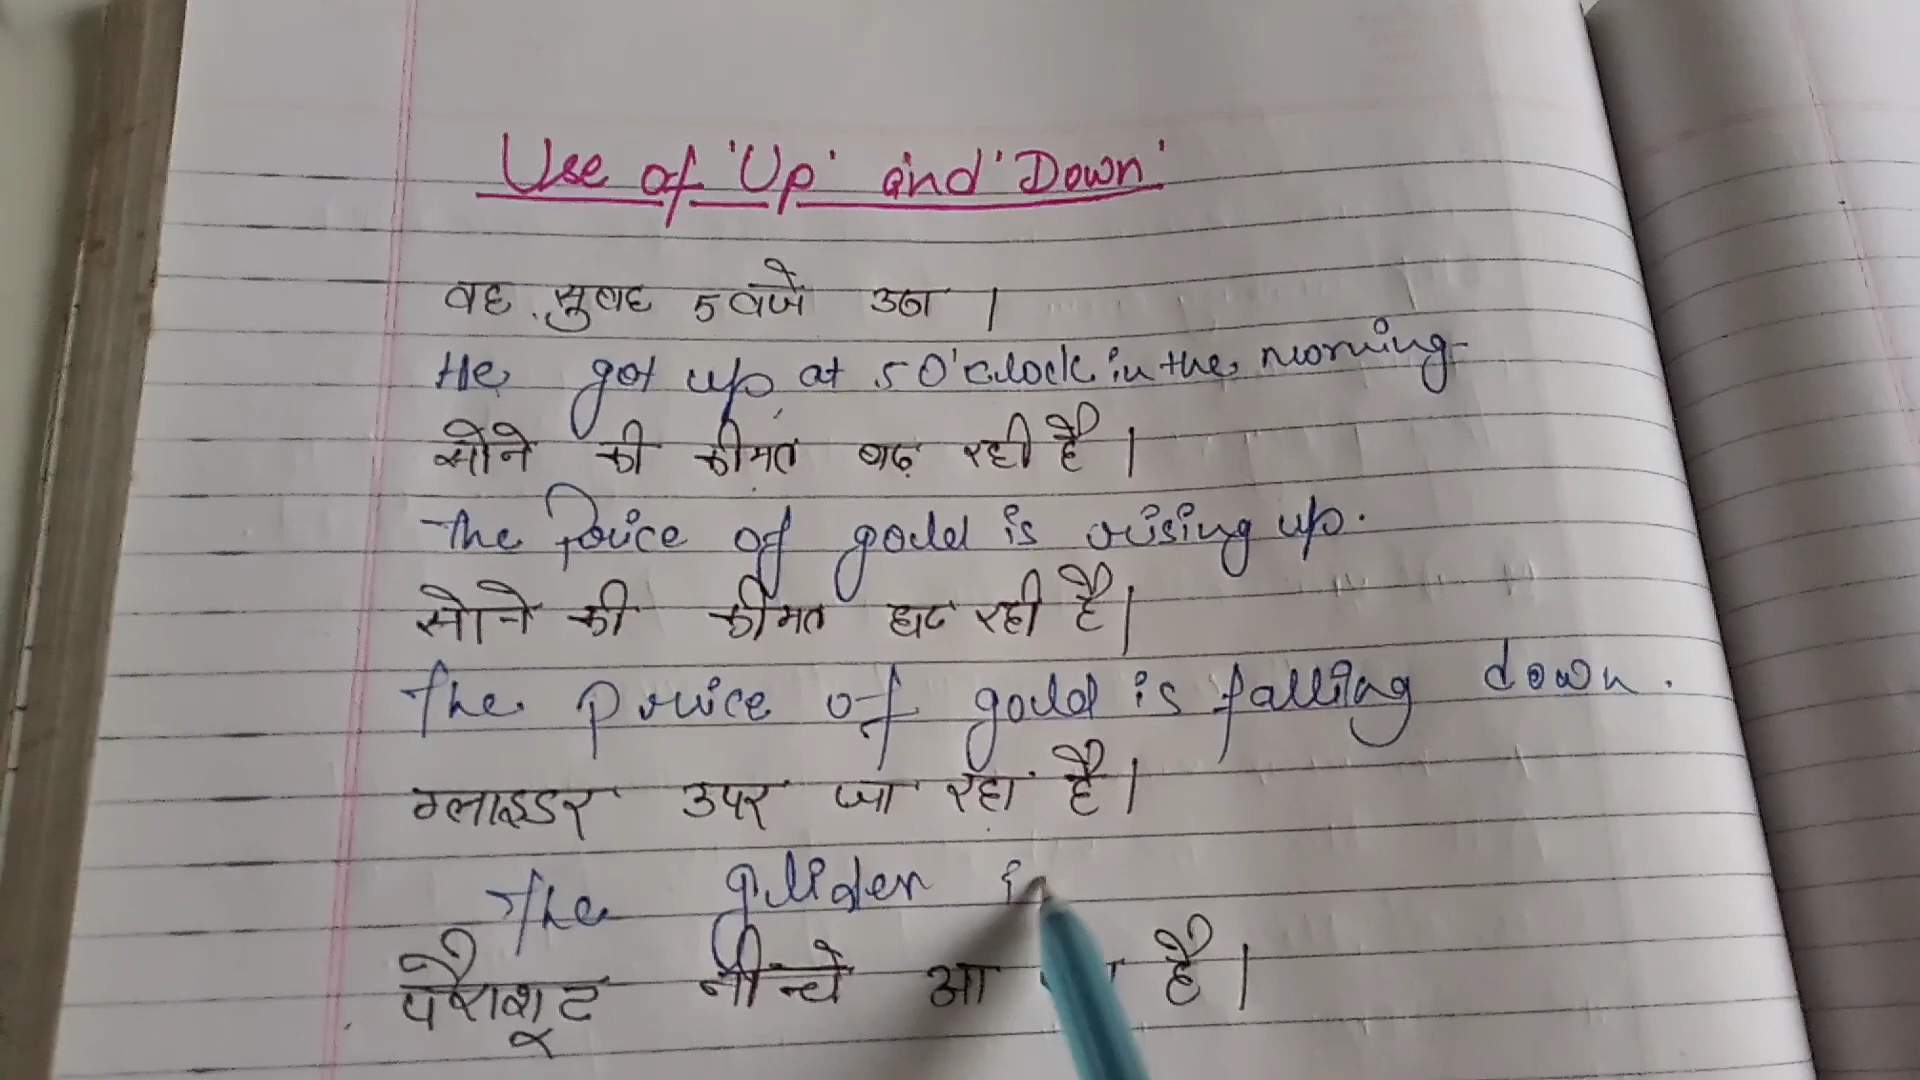 Use of 'Up' and 'Down'
वह सुबह 5 बजे उठा ।
He got up at 5 O'clock in the morning
सोने की कीमत बढ़ रही है ।
The Price of gold is rising up.
सोने की कीमत घट रही है ।
The price of gold is falling down.
ग्लाइडर उपर जा रहा है ।
The glider
पैराशूट नीचे आ है ।